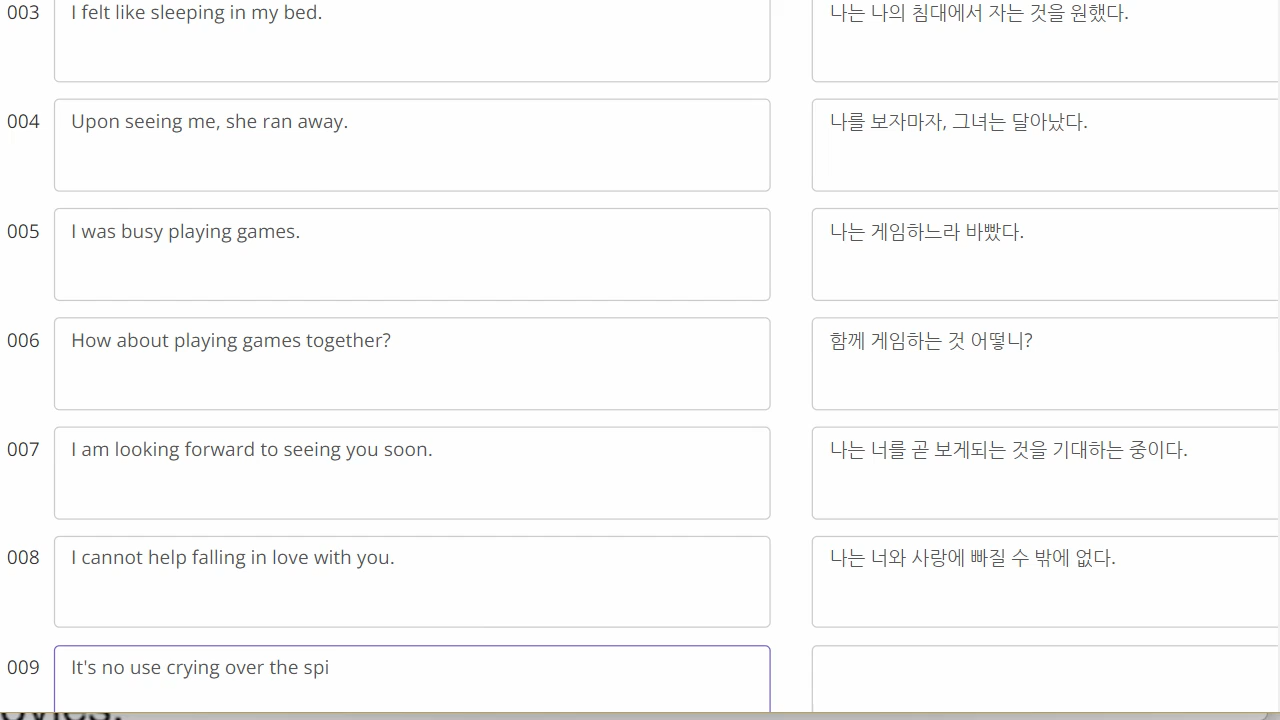 003 I felt like sleeping in my bed. 나는 나의 침대에서 자는 것을 원했다.
004 Upon seeing me, she ran away. 나를 보자마자, 그녀는 달아났다.
005 I was busy playing games. 나는 게임하느라 바빴다.
006 How about playing games together? 함께 게임하는 것 어떻니?
007 I am looking forward to seeing you soon. 나는 너를 곧 보게되는 것을 기대하는 중이다.
008 I cannot help falling in love with you. 나는 너와 사랑에 빠질 수 밖에 없다.
009 It's no use crying over the spi